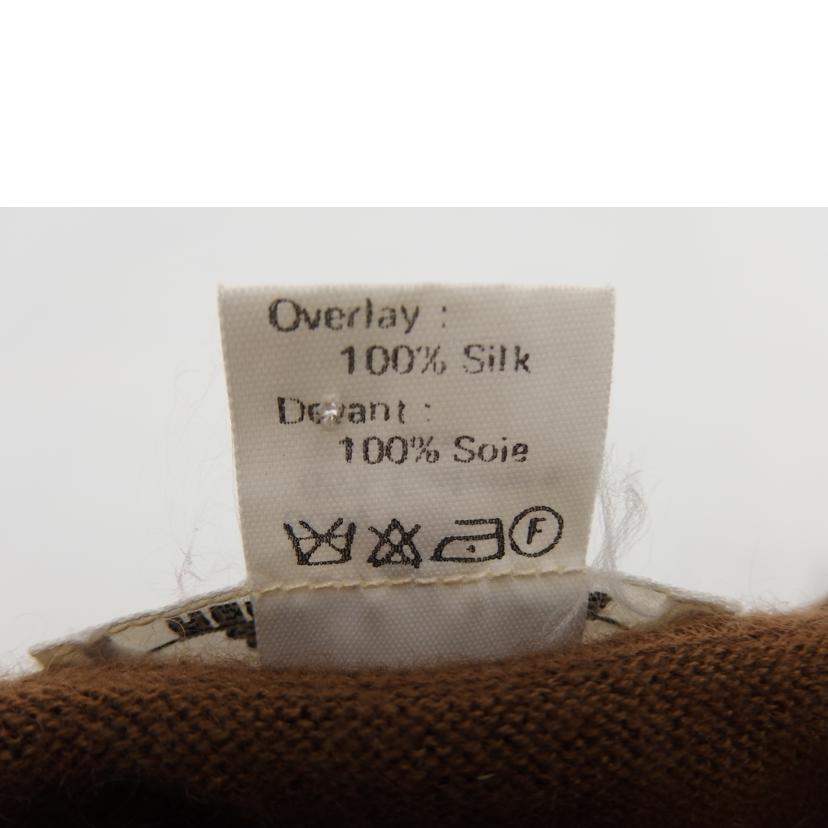 Overlay :
100% Silk
Devant :
100% Soie
F